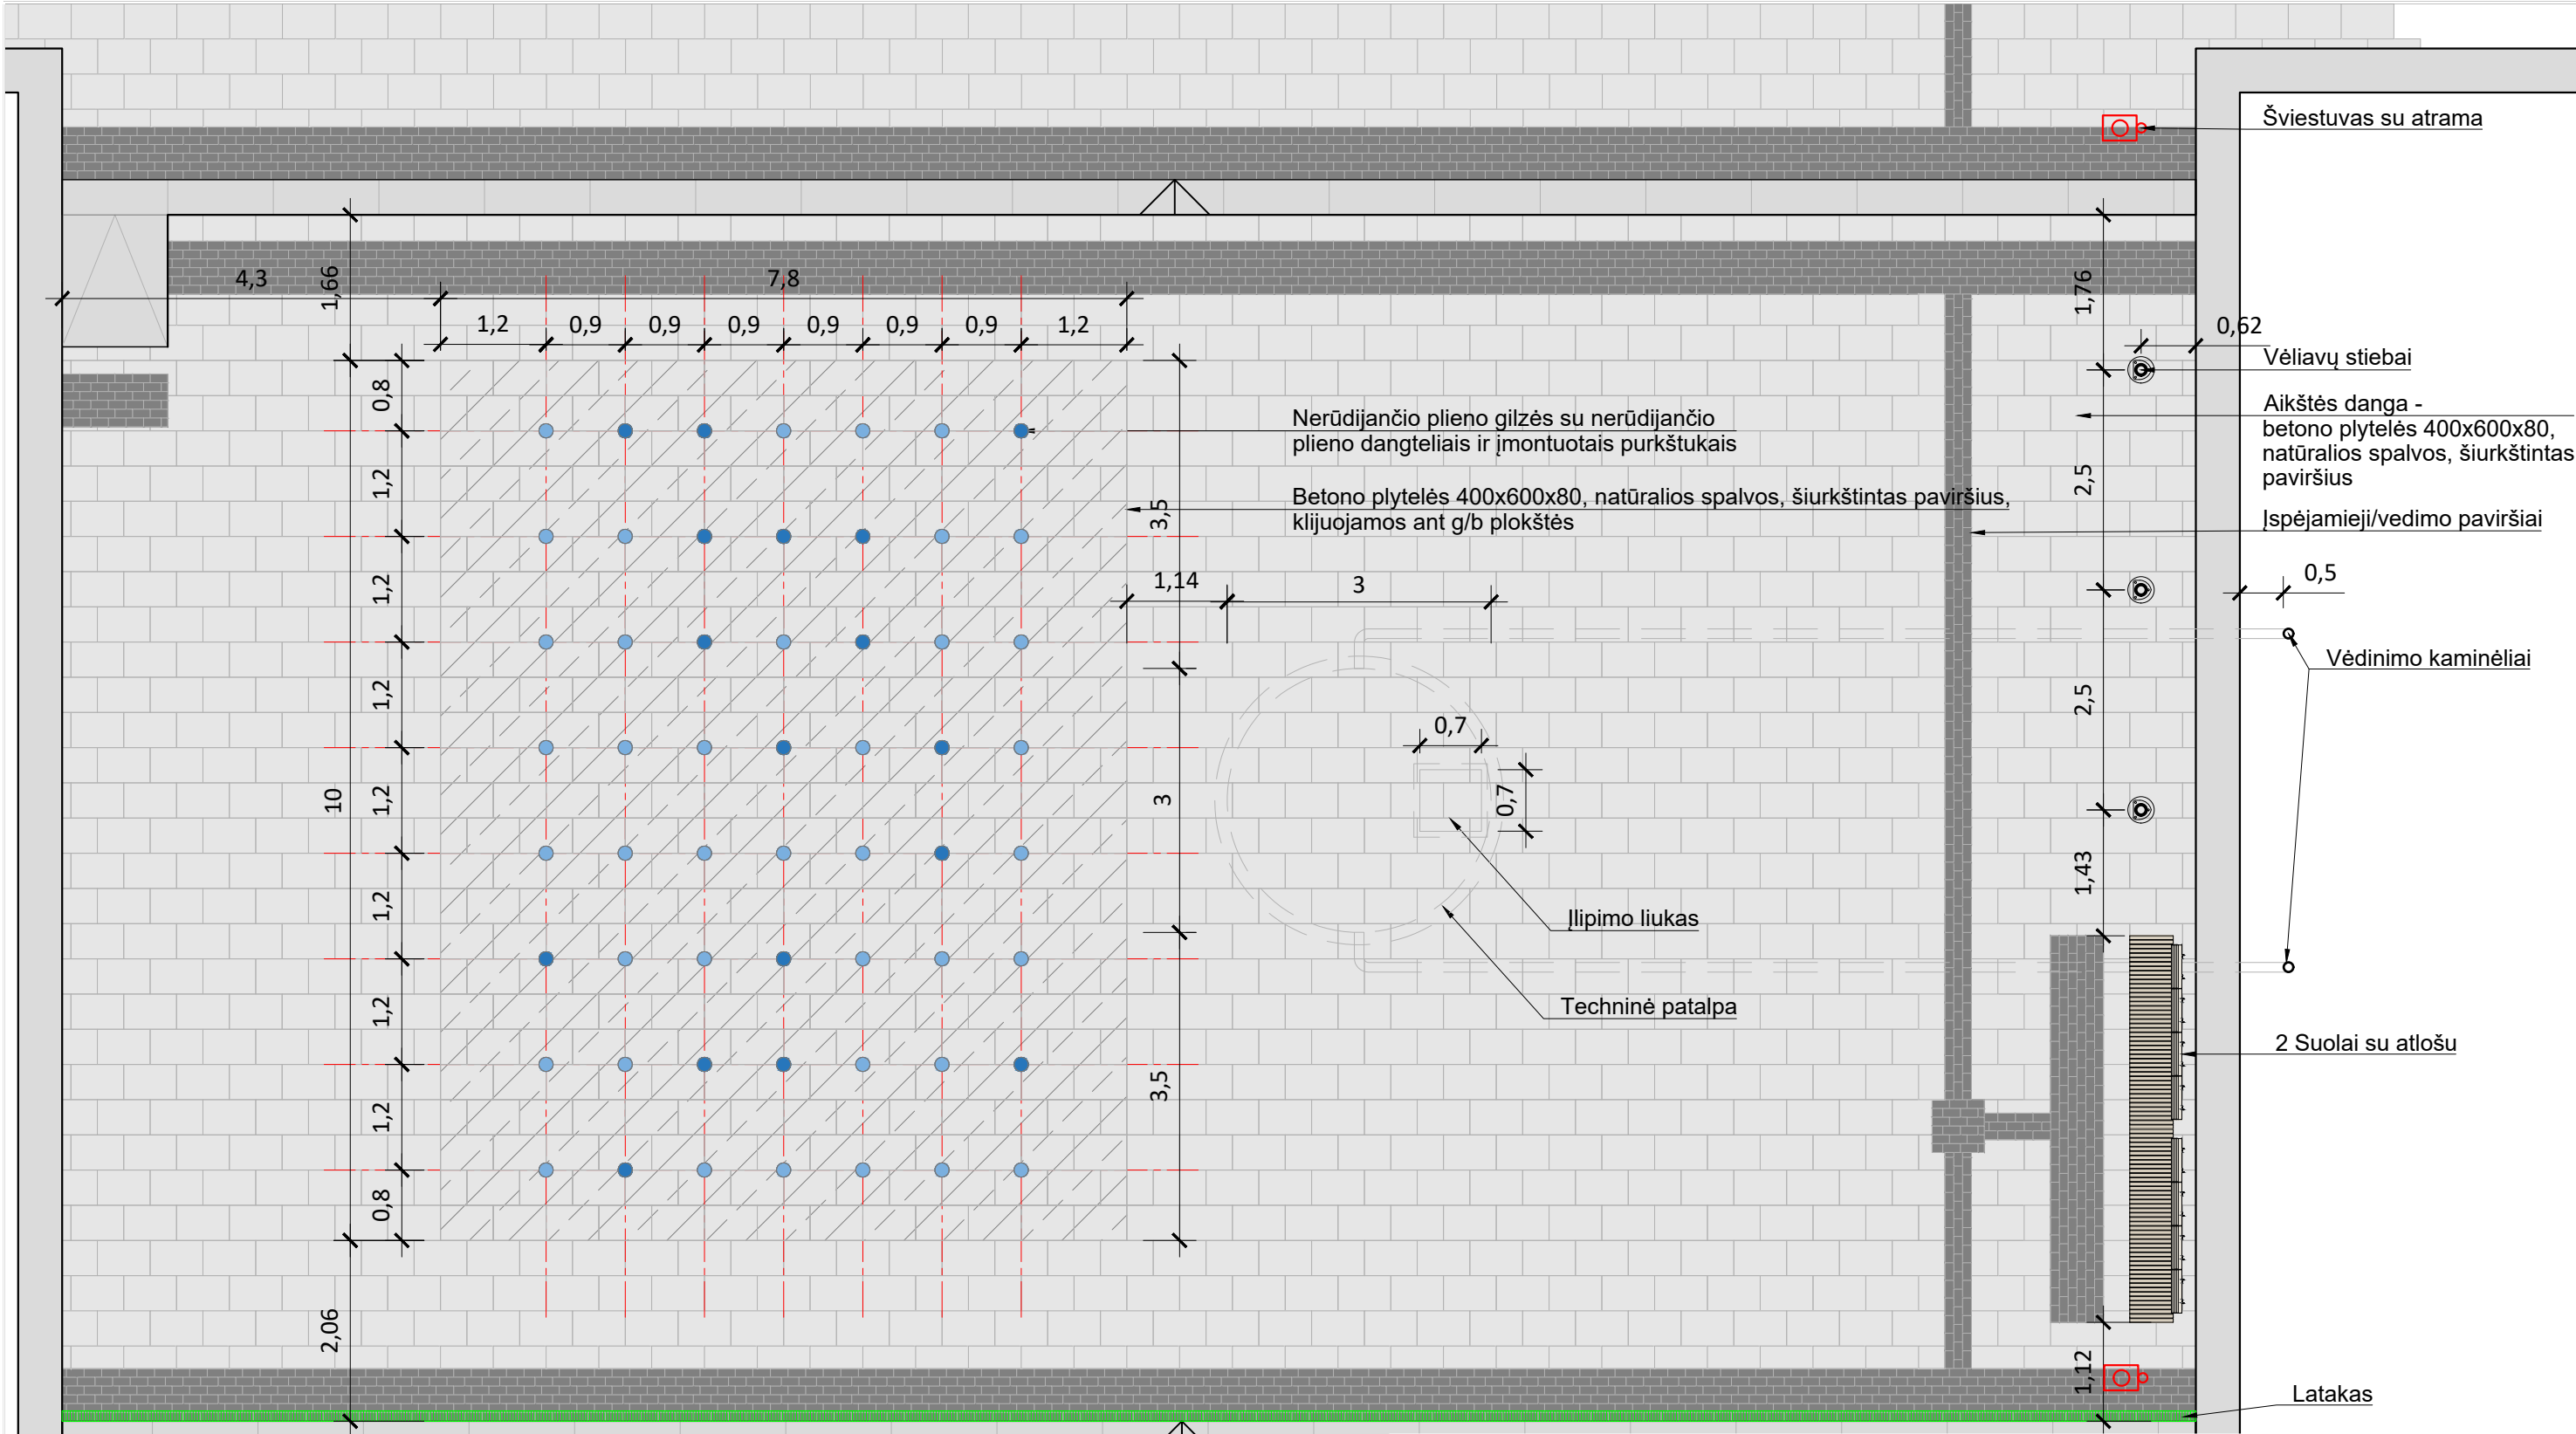 Šviestuvas su atrama
4,3
1,66
7,8
1,76
0,62
1,2
0,9
0,9
0,9
0,9
0,9
0,9
1,2
Vėliavų stiebai
0,8
Aikštės danga -
betono plytelės 400x600x80,
natūralios spalvos, šiurkštintas
paviršius
Nerūdijančio plieno gilzės su nerūdijančio
plieno dangteliais ir įmontuotais purkštukais
1,2
2,5
Betono plytelės 400x600x80, natūralios spalvos, šiurkštintas paviršius,
klijuojamos ant g/b plokštės
3,5
Įspėjamieji/vedimo paviršiai
1,2
1,14
3
0,5
Vėdinimo kaminėliai
1,2
2,5
0,7
10
1,2
3
0,7
1,43
1,2
Įlipimo liukas
1,2
Techninė patalpa
2 Suolai su atlošu
3,5
1,2
0,8
2,06
1,12
Latakas